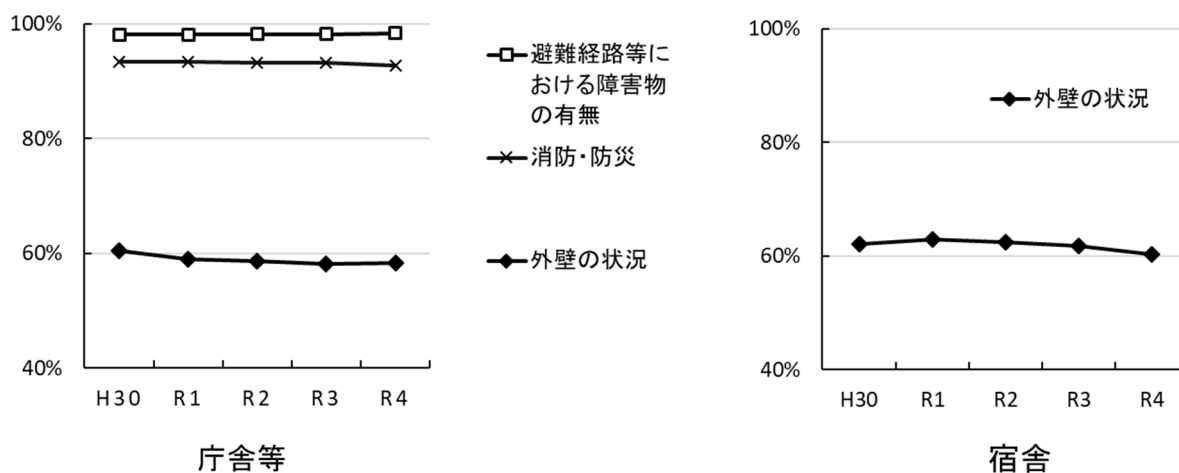 100%
80%
60%
40%
H30 R1 R2 R3 R4
避難経路等に
おける障害物
の有無
消防・防災
外壁の状況
庁舎等
100%
80%
60%
40%
H30 R1 R2 R3 R4
外壁の状況
宿舎